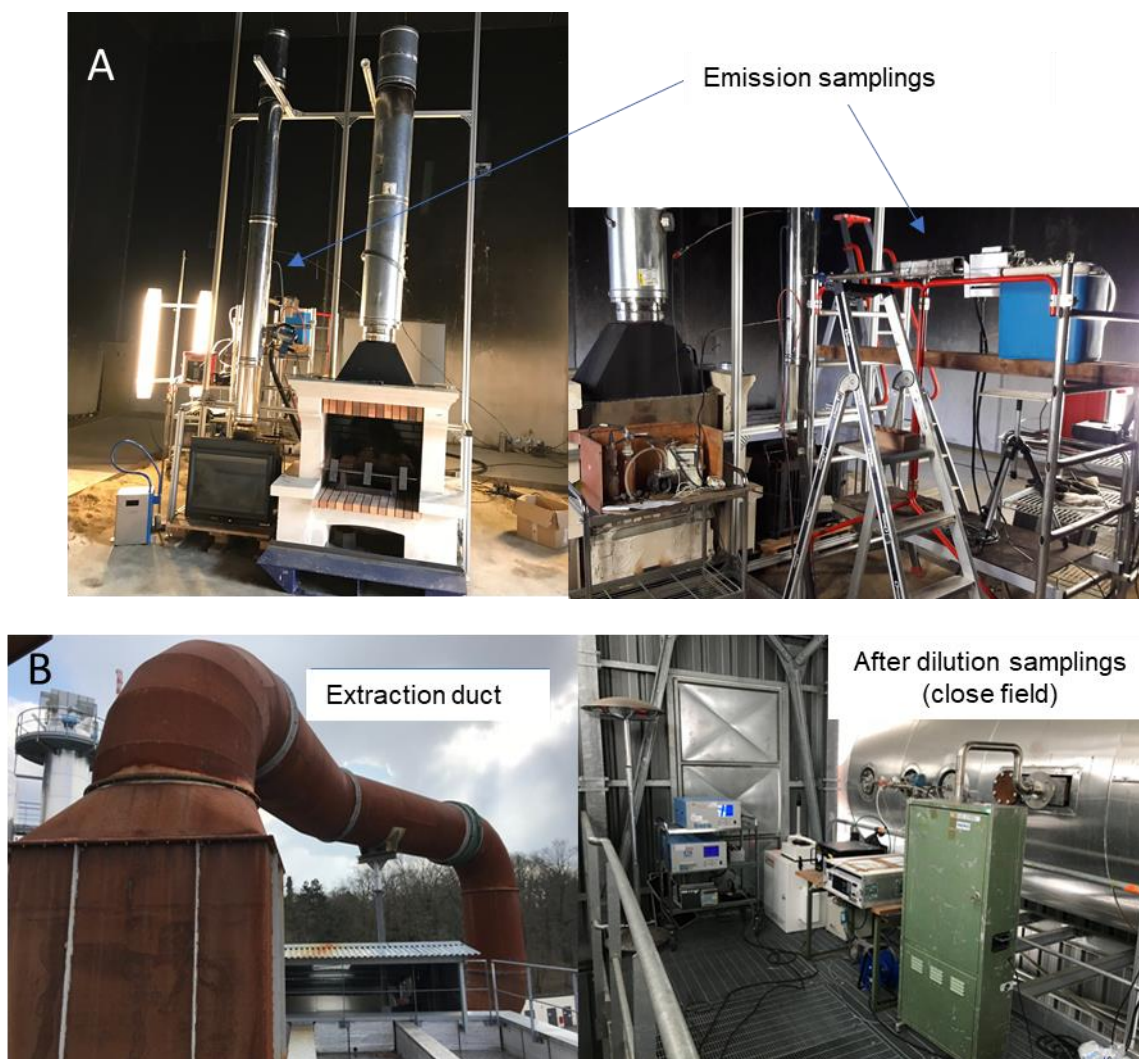 A
Emission samplings
B
Extraction duct
After dilution samplings
(close field)